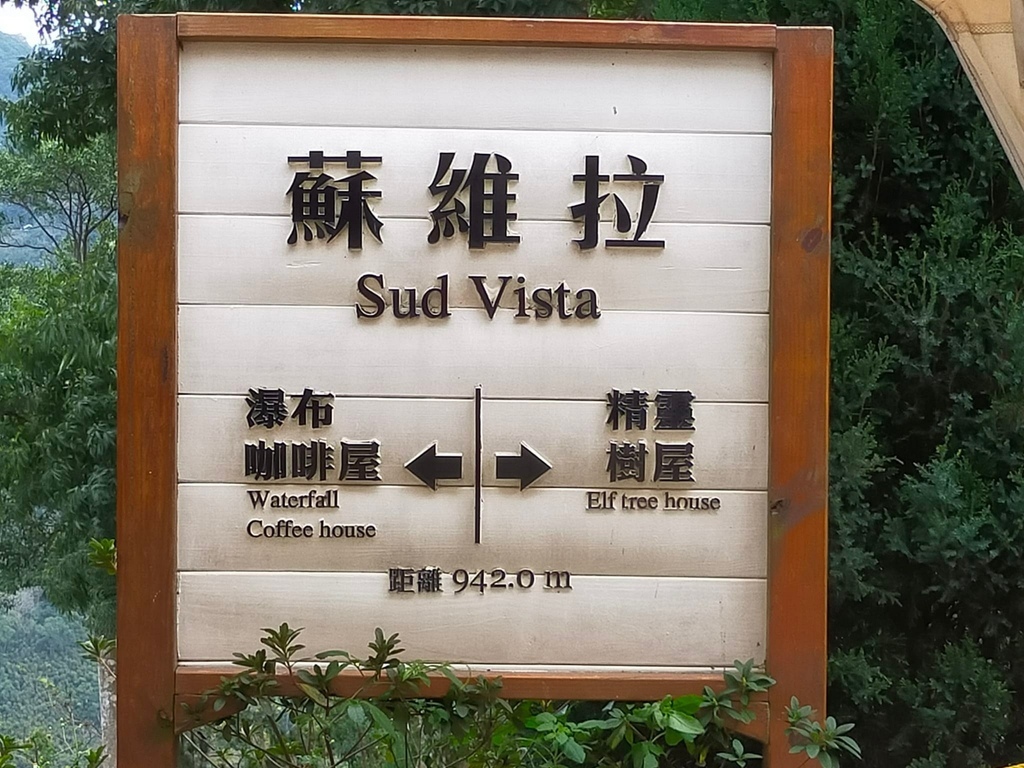 蘇維拉
Sud Vista
瀑布
咖啡屋
Waterfall
Coffee house
精靈
樹屋
Elf tree house
距離 942.0 m